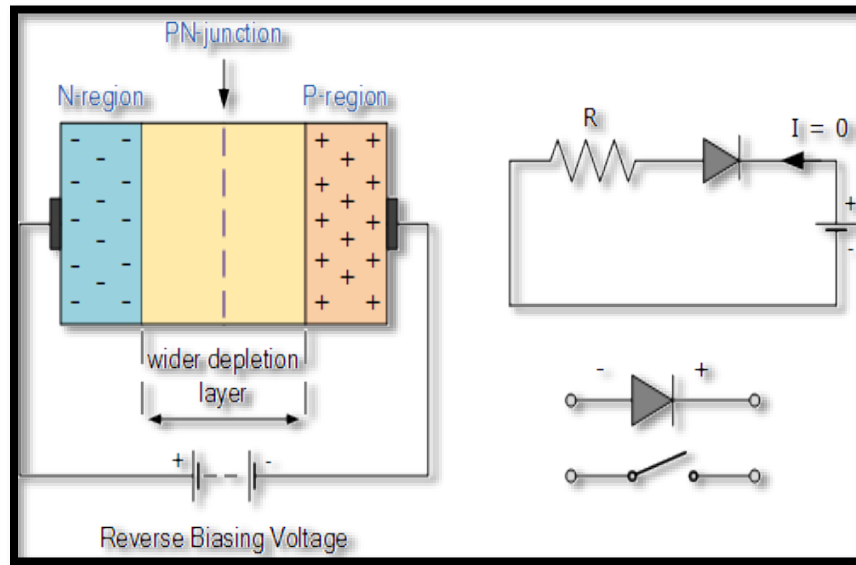 PN-junction
N-region
P-region
- - - - - - - - - - - - - -
+ + + + + + + + + + + + + +
wider depletion
layer
+ -
Reverse Biasing Voltage
R
I = 0
+
-
- +